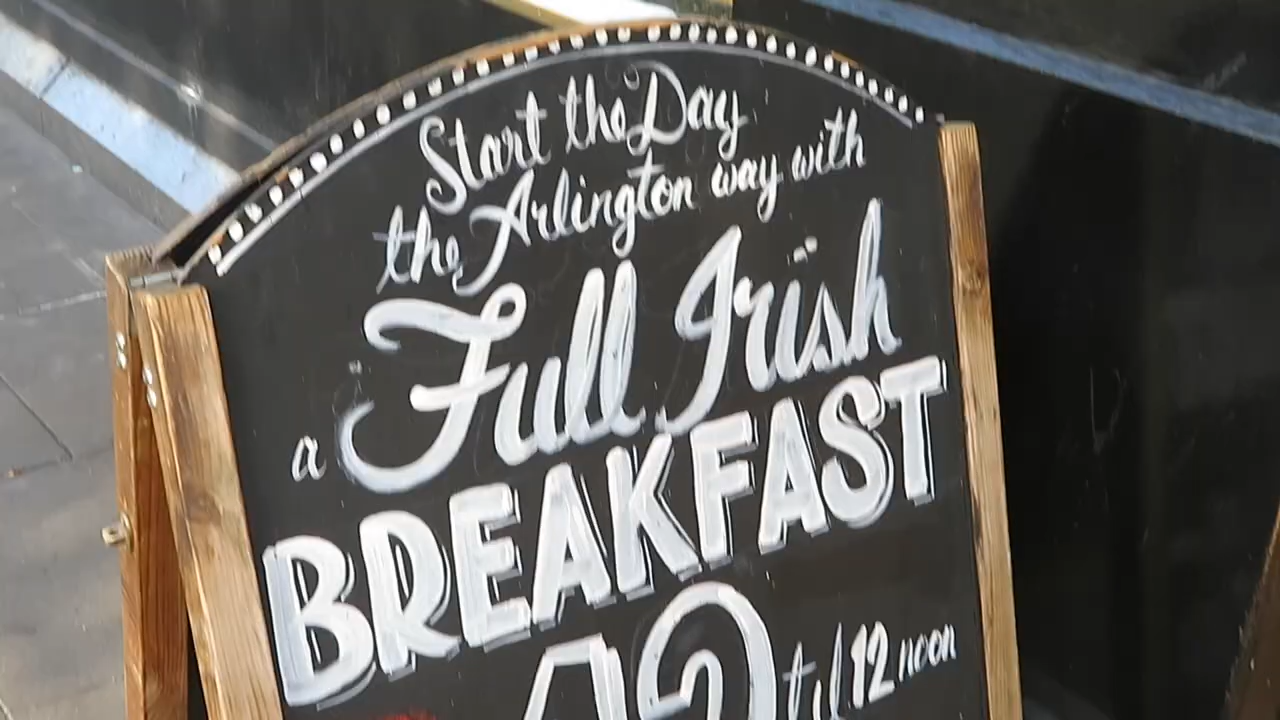 Start the Day
the Arlington way with
a Full Irish
BREAKFAST
til 12 noon